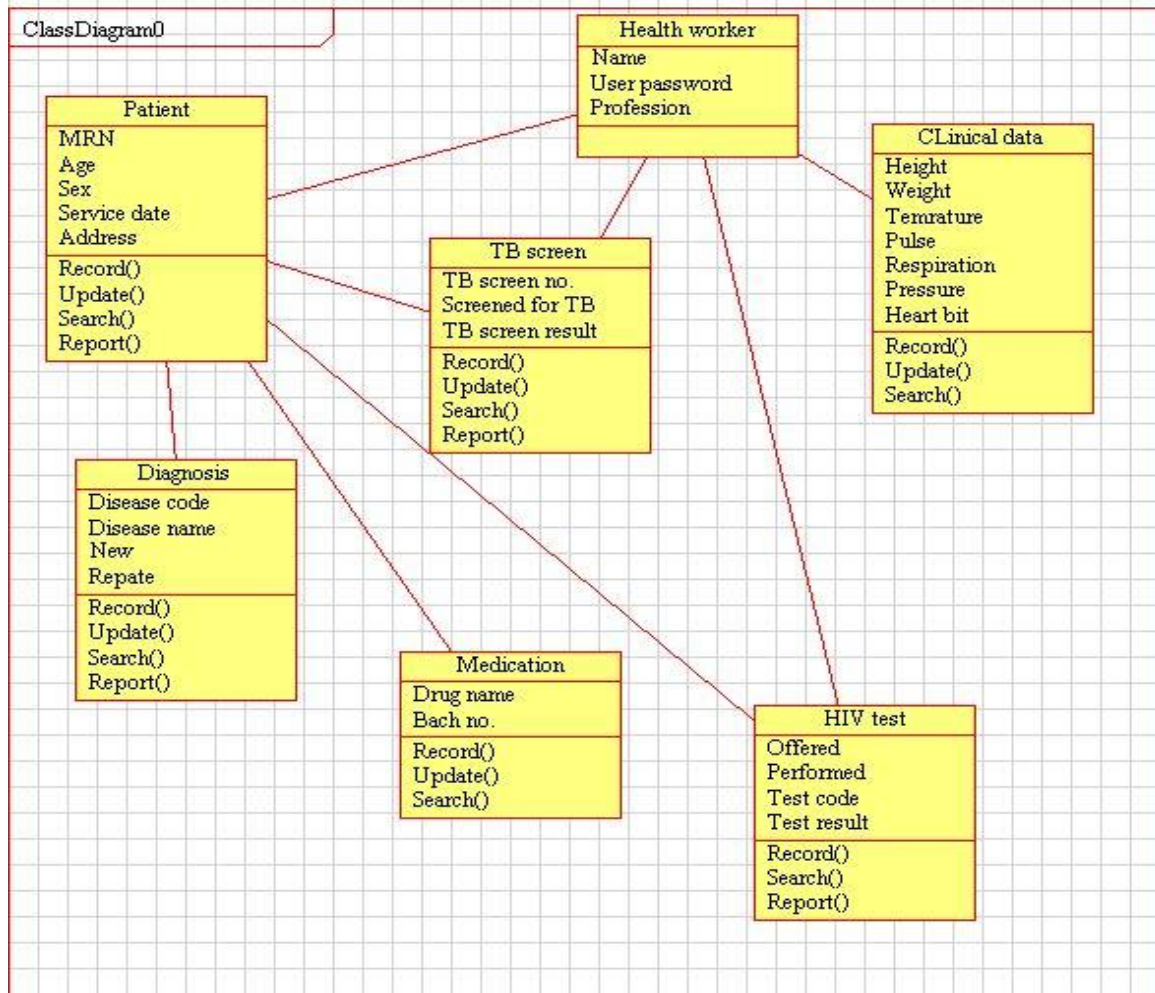 ClassDiagram0
Health worker
Name
User password
Profession
Patient
MRN
Age
Sex
Service date
Address
Record()
Update()
Search()
Report()
CLinical data
Height
Weight
Temrature
Pulse
Respiration
Pressure
Heart bit
Record()
Update()
Search()
TB screen
TB screen no.
Screened for TB
TB screen result
Record()
Update()
Search()
Report()
Diagnosis
Disease code
Disease name
New
Repate
Record()
Update()
Search()
Report()
Medication
Drug name
Bach no.
Record()
Update()
Search()
HIV test
Offered
Performed
Test code
Test result
Record()
Search()
Report()